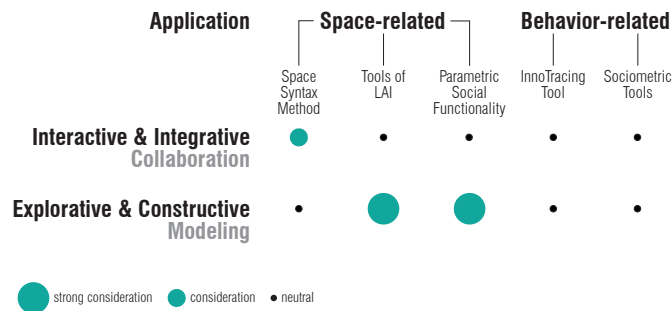 Application Space-related Behavior-related
Space Tools of Parametric InnoTracing Sociometric
Syntax LAI Social Tool Tools
Method Functionality
Interactive & Integrative
Collaboration
Explorative & Constructive
Modeling
strong consideration consideration neutral